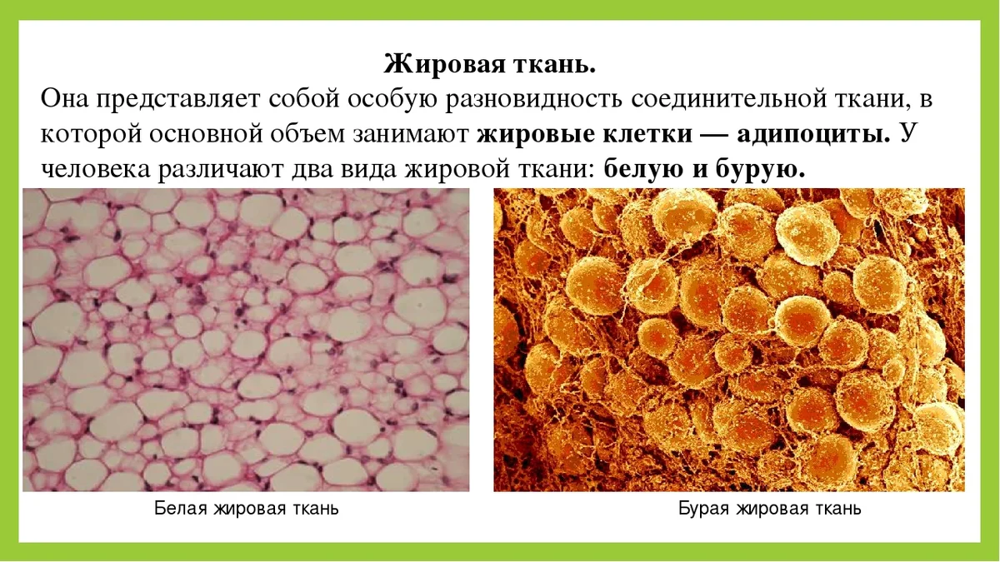 Жировая ткань.
Она представляет собой особую разновидность соединительной ткани, в
которой основной объем занимают жировые клетки — адипоциты. У
человека различают два вида жировой ткани: белую и бурую.
Белая жировая ткань
Бурая жировая ткань